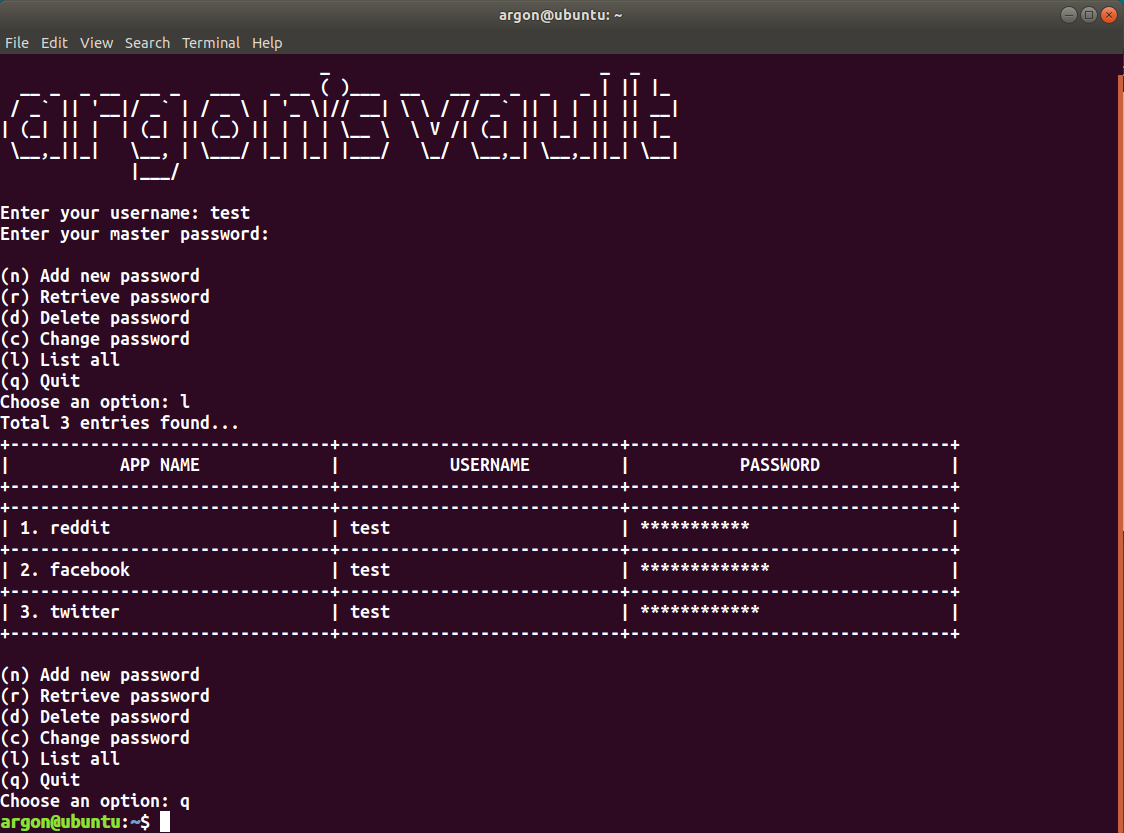 argon@ubuntu: ~
File Edit View Search Terminal Help
argon's vault
Enter your username: test
Enter your master password:
(n) Add new password
(r) Retrieve password
(d) Delete password
(c) Change password
(l) List all
(q) Quit
Choose an option: l
Total 3 entries found...
+--------------------------------+----------------------------+--------------------------------+
| APP NAME | USERNAME | PASSWORD |
+--------------------------------+----------------------------+--------------------------------+
+--------------------------------+----------------------------+--------------------------------+
| 1. reddit | test | *********** |
+--------------------------------+----------------------------+--------------------------------+
| 2. facebook | test | ************* |
+--------------------------------+----------------------------+--------------------------------+
| 3. twitter | test | ************ |
+--------------------------------+----------------------------+--------------------------------+
(n) Add new password
(r) Retrieve password
(d) Delete password
(c) Change password
(l) List all
(q) Quit
Choose an option: q
argon@ubuntu:~$